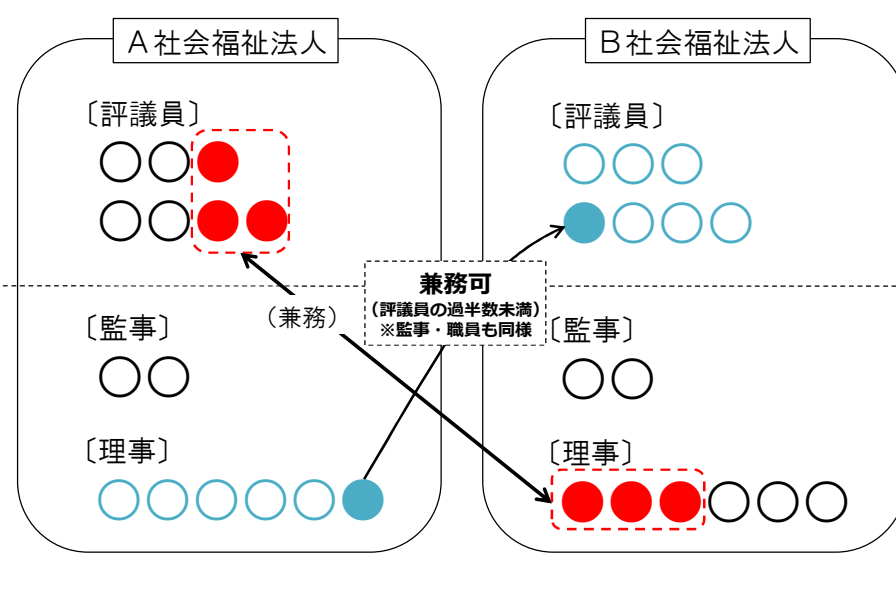 A社会福祉法人
B社会福祉法人
〔評議員〕
〔評議員〕
兼務可
（評議員の過半数未満）
※監事・職員も同様
（兼務）
〔監事〕
〔監事〕
〔理事〕
〔理事〕